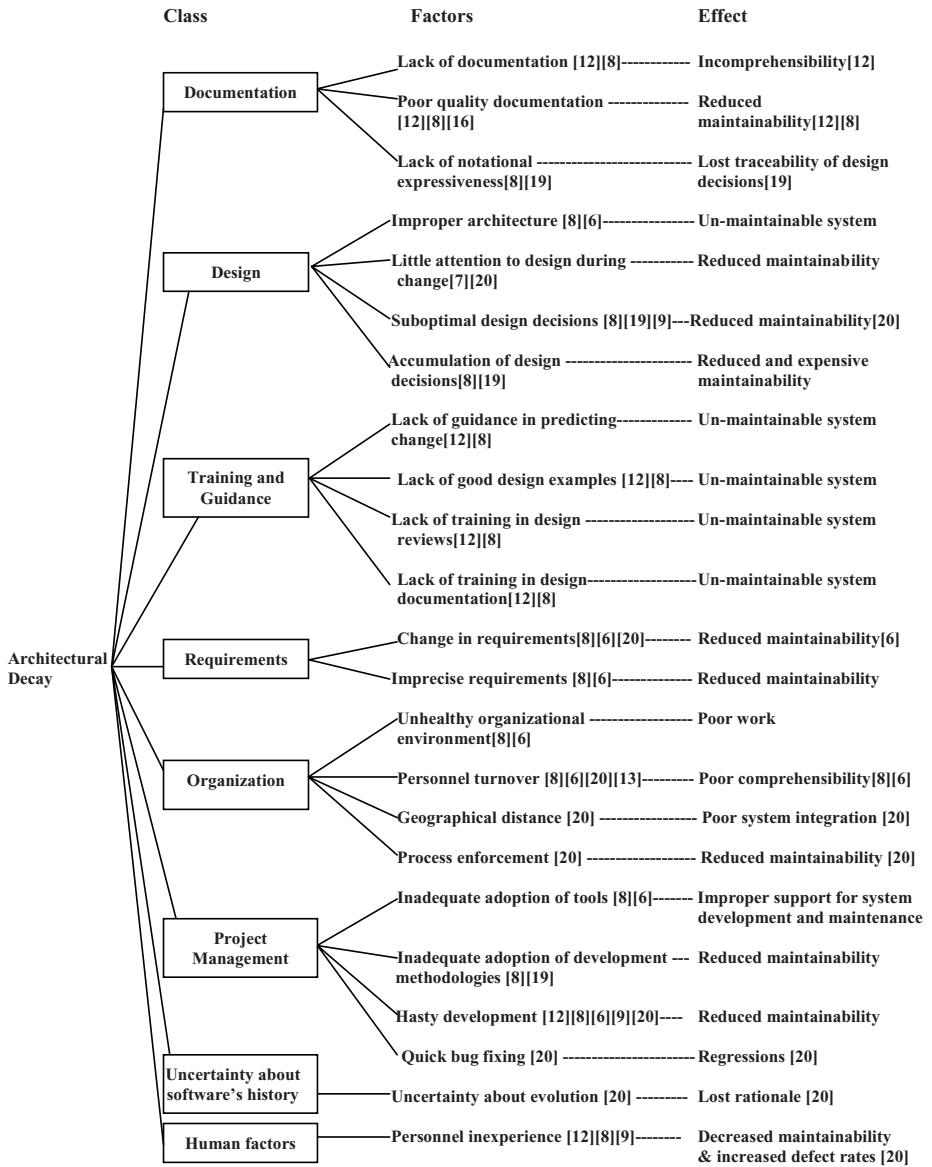 Class Factors Effect
Documentation
Lack of documentation [12][8]------------ Incomprehensibility[12]
Poor quality documentation -------------- Reduced
[12][8][16] maintainability[12][8]
Lack of notational --------------------------- Lost traceability of design
expressiveness[8][19] decisions[19]
Design
Improper architecture [8][6]---------------- Un-maintainable system
Little attention to design during ----------- Reduced maintainability
change[7][20]
Suboptimal design decisions [8][19][9]---Reduced maintainability[20]
Accumulation of design ---------------------- Reduced and expensive
decisions[8][19] maintainability
Training and
Guidance
Lack of guidance in predicting------------- Un-maintainable system
change[12][8]
Lack of good design examples [12][8]---- Un-maintainable system
Lack of training in design -------------------Un-maintainable system
reviews[12][8]
Lack of training in design-------------------Un-maintainable system
documentation[12][8]
Architectural
Decay
Requirements
Change in requirements[8][6][20]-------- Reduced maintainability[6]
Imprecise requirements [8][6]-------------- Reduced maintainability
Organization
Unhealthy organizational ------------------ Poor work
environment[8][6]
Personnel turnover [8][6][20][13]--------- Poor comprehensibility[8][6]
Geographical distance [20] ----------------- Poor system integration [20]
Process enforcement [20] ------------------- Reduced maintainability [20]
Project
Management
Inadequate adoption of tools [8][6]------- Improper support for system
development and maintenance
Inadequate adoption of development --- Reduced maintainability
methodologies [8][19]
Hasty development [12][8][6][9][20]---- Reduced maintainability
Quick bug fixing [20] -----------------------Regressions [20]
Uncertainty about
software's history
Uncertainty about evolution [20] --------- Lost rationale [20]
Human factors
Personnel inexperience [12][8][9]-------- Decreased maintainability
& increased defect rates [20]